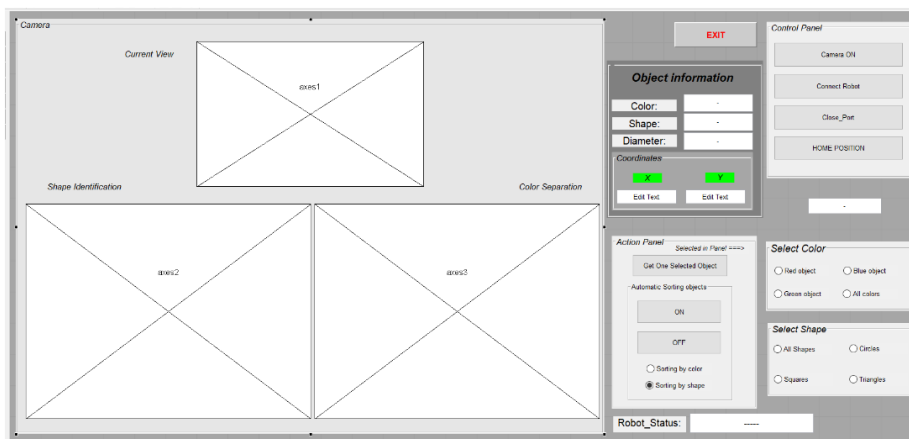 Camera
Current View
axes1
Shape Identification
Color Separation
axes2
axes3
EXIT
Object information
Color:
-
Shape:
-
Diameter:
-
Coordinates
X
Y
Edit Text
Edit Text
Control Panel
Camera ON
Connect Robot
Close_Port
HOME POSITION
-
Action Panel
Selected in Panel ===>
Get One Selected Object
Automatic Sorting objects
ON
OFF
Sorting by color
Sorting by shape
Select Color
Red object
Blue object
Green object
All colors
Select Shape
All Shapes
Circles
Squares
Triangles
Robot_Status:
-----